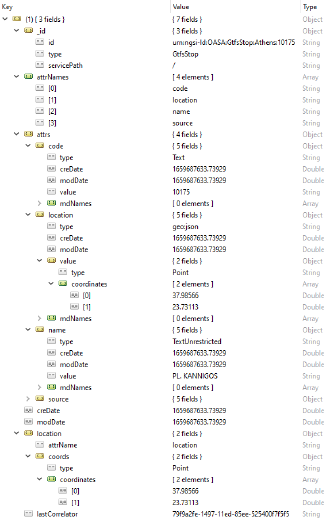 Key Value Type
(1) { 3 fields } { 7 fields } Object
_id { 3 fields } Object
id urn:ngsi-ld:OASA:GtfsStop:Athens:10175 String
type GtfsStop String
servicePath / String
attrNames [ 4 elements ] Array
[0] code String
[1] location String
[2] name String
[3] source String
attrs { 4 fields } Object
code { 5 fields } Object
type Text String
creDate 1659687633.73929 Double
modDate 1659687633.73929 Double
value 10175 String
mdNames [ 0 elements ] Array
location { 5 fields } Object
type geo:json String
creDate 1659687633.73929 Double
modDate 1659687633.73929 Double
value { 2 fields } Object
type Point String
coordinates [ 2 elements ] Array
[0] 37.98566 Double
[1] 23.73113 Double
mdNames [ 0 elements ] Array
name { 5 fields } Object
type TextUnrestricted String
creDate 1659687633.73929 Double
modDate 1659687633.73929 Double
value PL. KANNIGOS String
mdNames [ 0 elements ] Array
source { 5 fields } Object
creDate 1659687633.73929 Double
modDate 1659687633.73929 Double
location { 2 fields } Object
attrName location String
coords { 2 fields } Object
type Point String
coordinates [ 2 elements ] Array
[0] 37.98566 Double
[1] 23.73113 Double
lastCorrelator 79f9a2fe-1497-11ed-85ee-525400f7f5f5 String